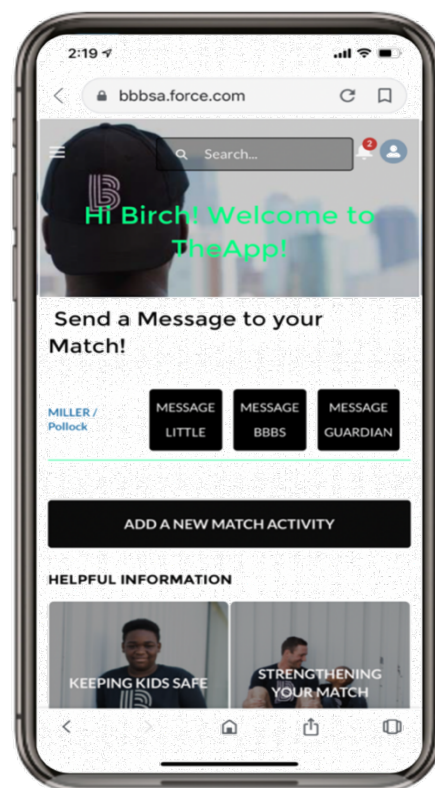 2:19
bbbsa.force.com
Search...
2
Hi Birch! Welcome to
TheApp!
Send a Message to your
Match!
MILLER /
Pollock
MESSAGE
LITTLE
MESSAGE
BBBS
MESSAGE
GUARDIAN
ADD A NEW MATCH ACTIVITY
HELPFUL INFORMATION
KEEPING KIDS SAFE
STRENGTHENING
YOUR MATCH